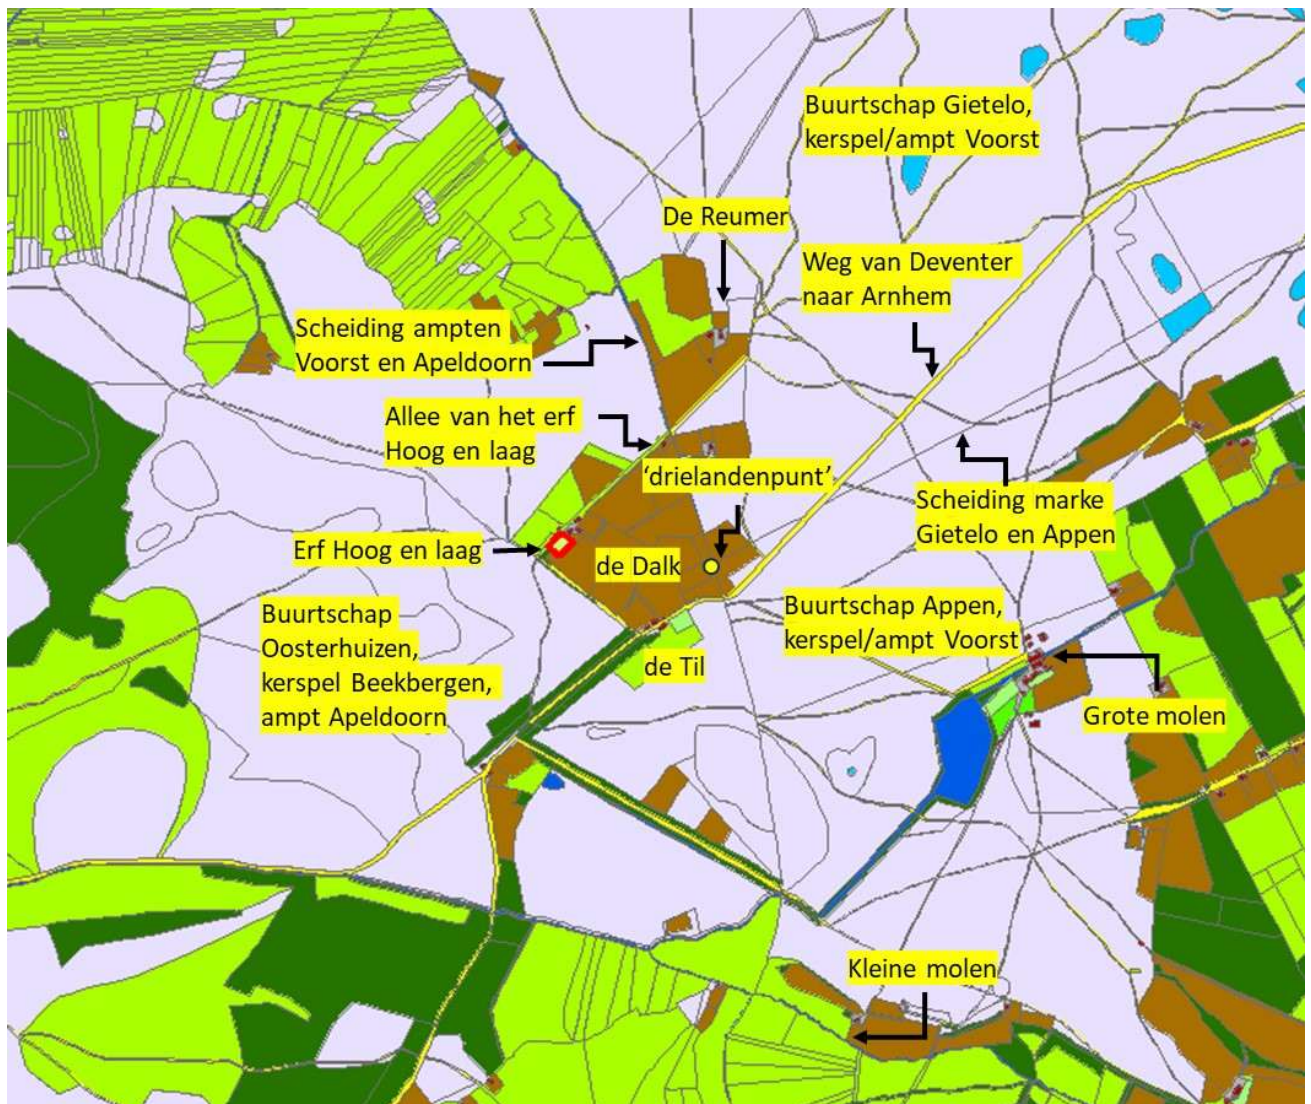 Buurtschap Gietelo,
kerspel/ampt Voorst
De Reumer
Weg van Deventer
naar Arnhem
Scheiding ampten
Voorst en Apeldoorn
Allee van het erf
Hoog en laag
'drielandenpunt'
Scheiding marke
Gietelo en Appen
Erf Hoog en laag
de Dalk
Buurtschap
Oosterhuizen,
kerspel Beekbergen,
ampt Apeldoorn
Buurtschap Appen,
kerspel/ampt Voorst
de Til
Grote molen
Kleine molen